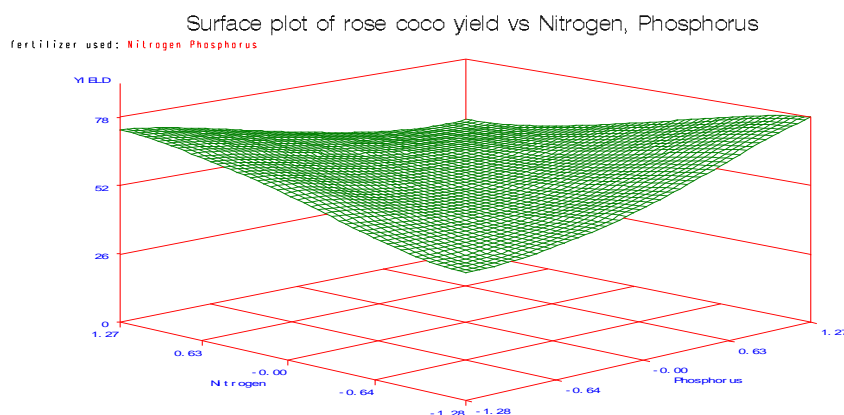 Surface plot of rose coco yield vs Nitrogen, Phosphorus
fertilizer used: Nitrogen Phosphorus
YIELD
78
52
26
0
1.27
0.63
-0.00
Nitrogen
-0.64
-1.28
-1.28
-0.64
-0.00
Phosphorus
0.63
1.27